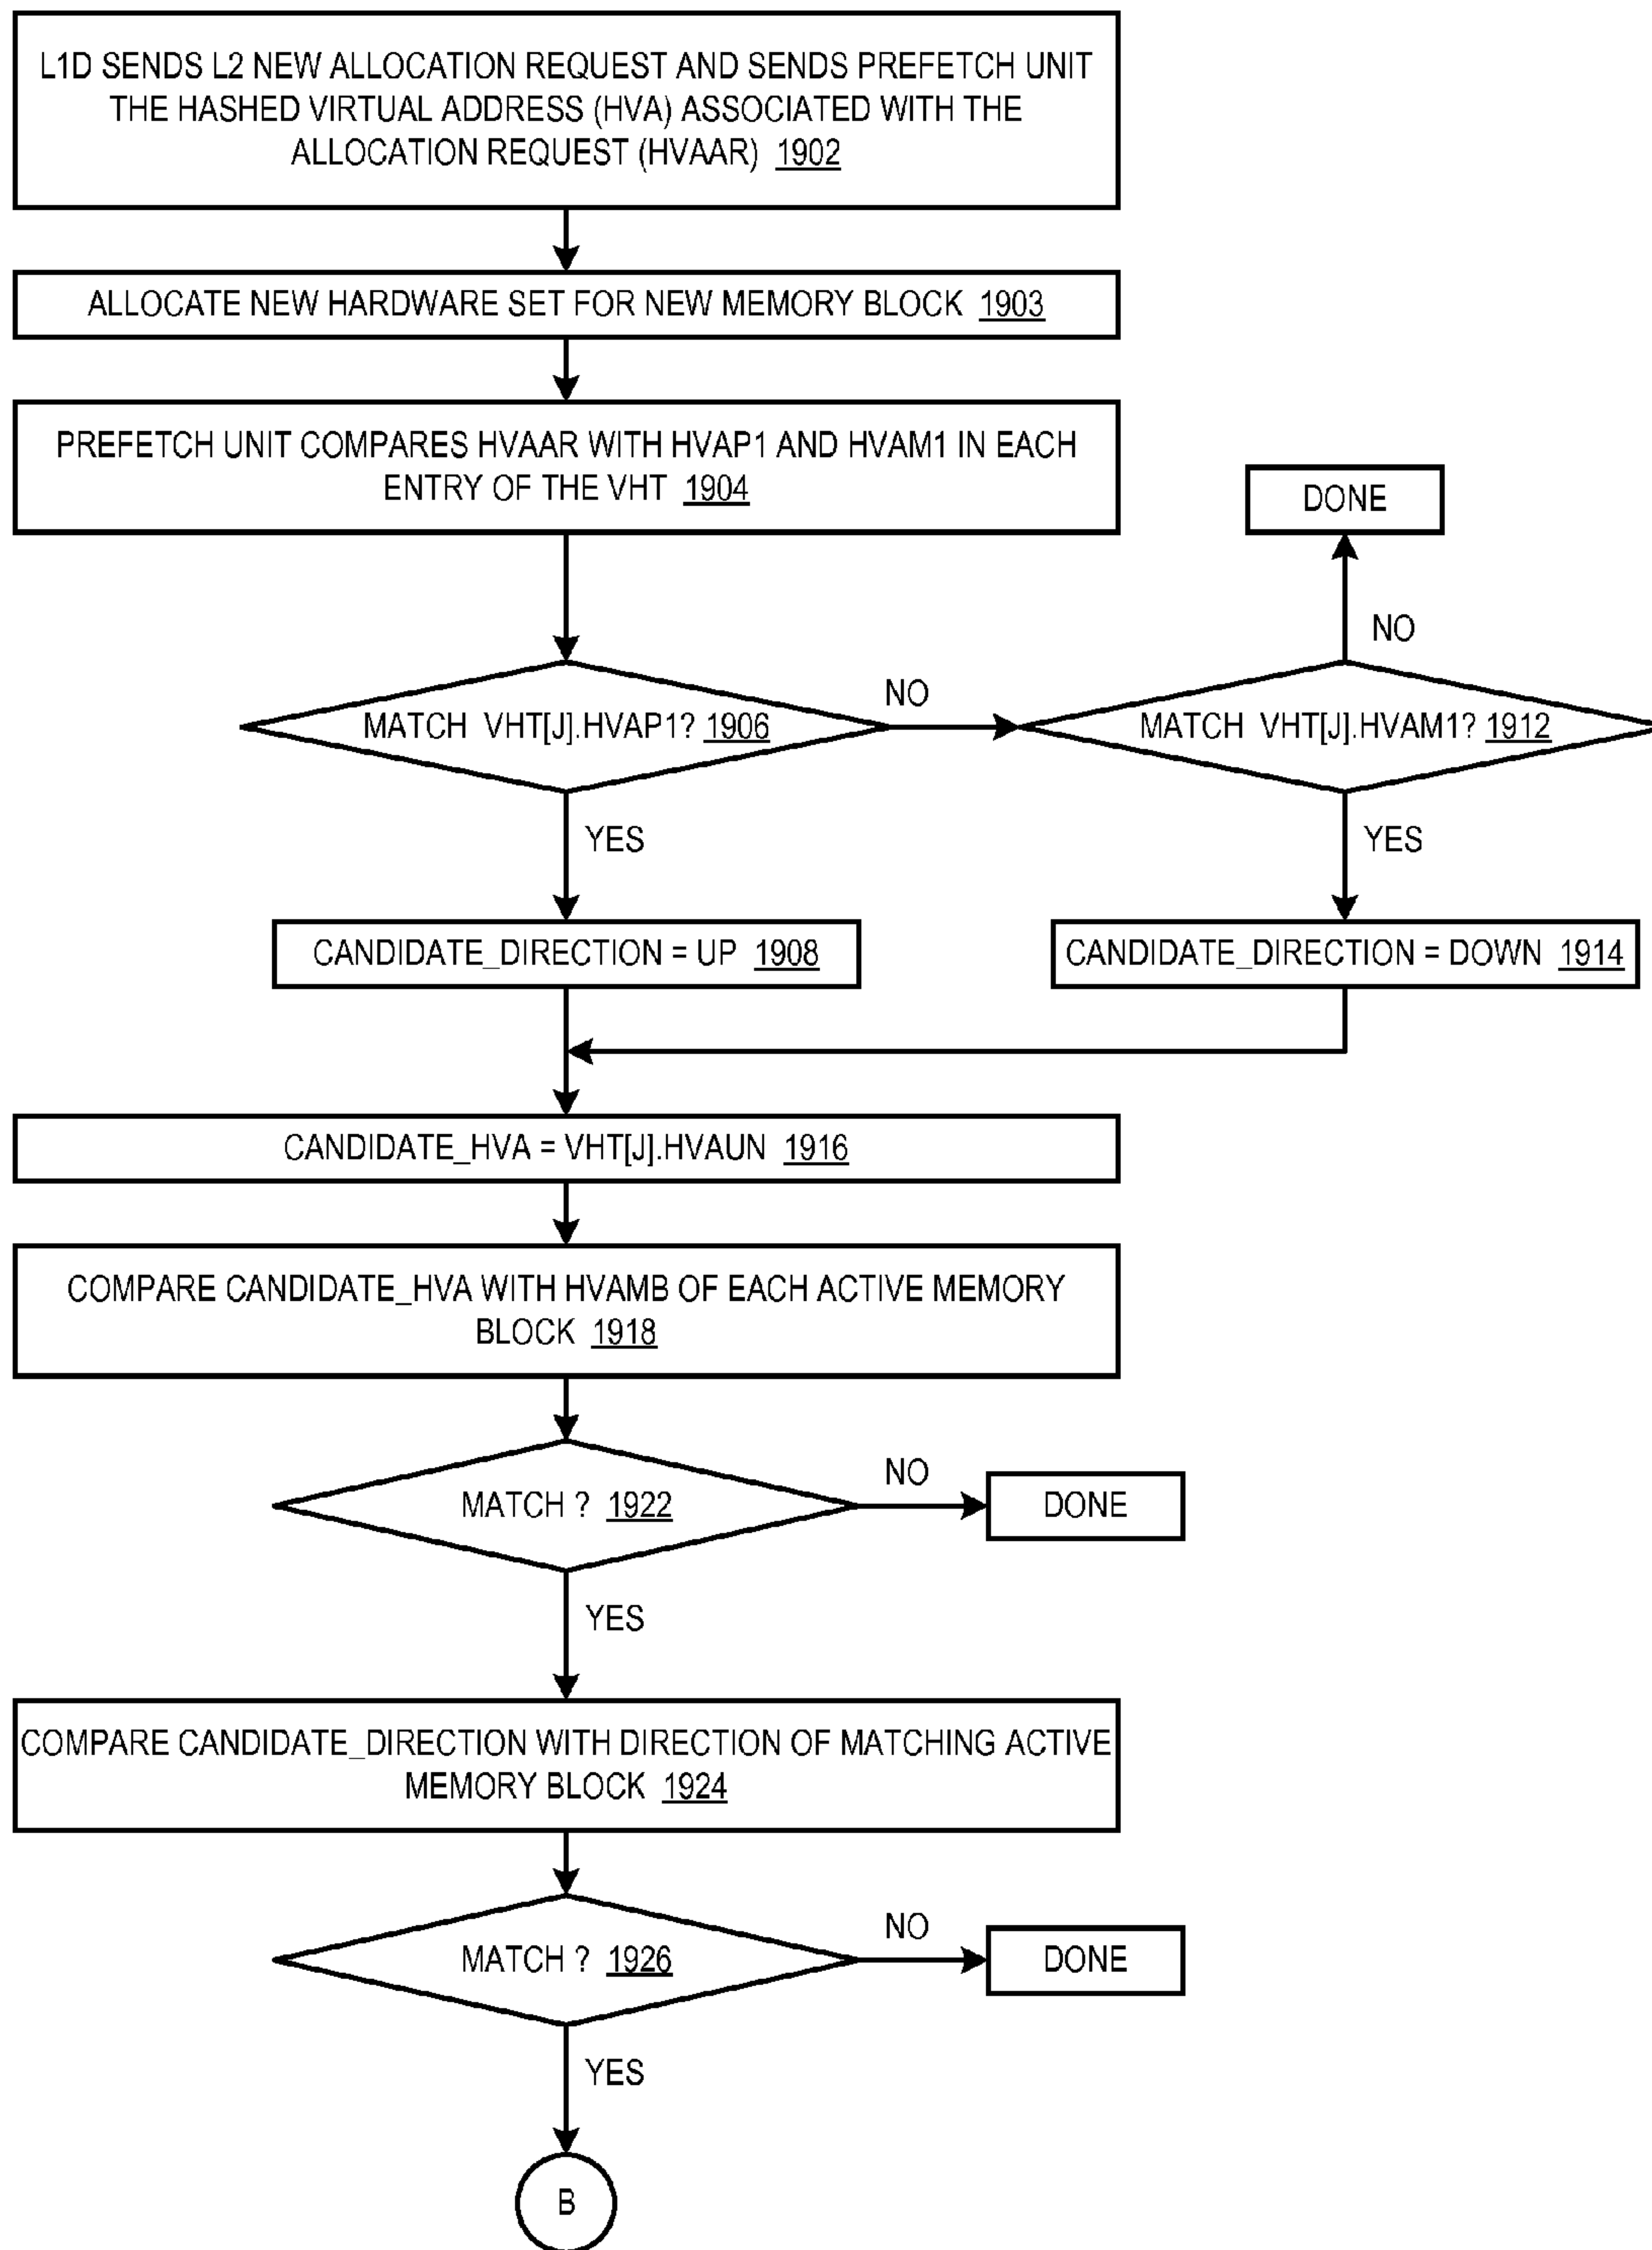 L1D SENDS L2 NEW ALLOCATION REQUEST AND SENDS PREFETCH UNIT
THE HASHED VIRTUAL ADDRESS (HVA) ASSOCIATED WITH THE
ALLOCATION REQUEST (HVAAR) 1902
ALLOCATE NEW HARDWARE SET FOR NEW MEMORY BLOCK 1903
PREFETCH UNIT COMPARES HVAAR WITH HVAP1 AND HVAM1 IN EACH
ENTRY OF THE VHT 1904
DONE
NO
MATCH VHT[J].HVAP1? 1906
NO
MATCH VHT[J].HVAM1? 1912
YES
YES
CANDIDATE_DIRECTION = UP 1908
CANDIDATE_DIRECTION = DOWN 1914
CANDIDATE_HVA = VHT[J].HVAUN 1916
COMPARE CANDIDATE_HVA WITH HVAMB OF EACH ACTIVE MEMORY
BLOCK 1918
MATCH ? 1922
NO
DONE
YES
COMPARE CANDIDATE_DIRECTION WITH DIRECTION OF MATCHING ACTIVE
MEMORY BLOCK 1924
MATCH ? 1926
NO
DONE
YES
B